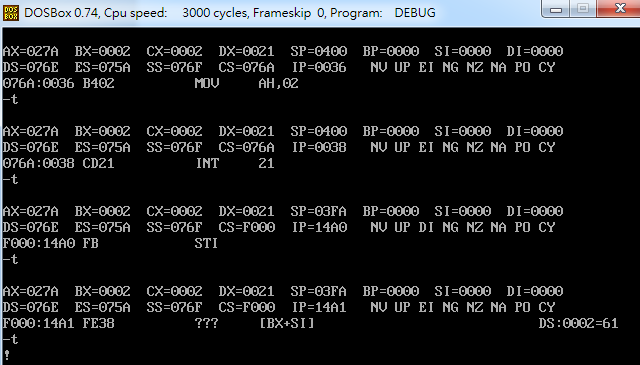 DOSBox 0.74, Cpu speed: 3000 cycles, Frameskip 0, Program: DEBUG
AX=027A BX=0002 CX=0002 DX=0021 SP=0400 BP=0000 SI=0000 DI=0000
DS=076E ES=075A SS=076F CS=076A IP=0036 NV UP EI NG NZ NA PO CY
076A:0036 B402 MOV AH,02
-t
AX=027A BX=0002 CX=0002 DX=0021 SP=0400 BP=0000 SI=0000 DI=0000
DS=076E ES=075A SS=076F CS=076A IP=0038 NV UP EI NG NZ NA PO CY
076A:0038 CD21 INT 21
-t
AX=027A BX=0002 CX=0002 DX=0021 SP=03FA BP=0000 SI=0000 DI=0000
DS=076E ES=075A SS=076F CS=F000 IP=14A0 NV UP DI NG NZ NA PO CY
F000:14A0 FB STI
-t
AX=027A BX=0002 CX=0002 DX=0021 SP=03FA BP=0000 SI=0000 DI=0000
DS=076E ES=075A SS=076F CS=F000 IP=14A1 NV UP EI NG NZ NA PO CY
F000:14A1 FE38 ??? [BX+SI] DS:0002=61
-t
!